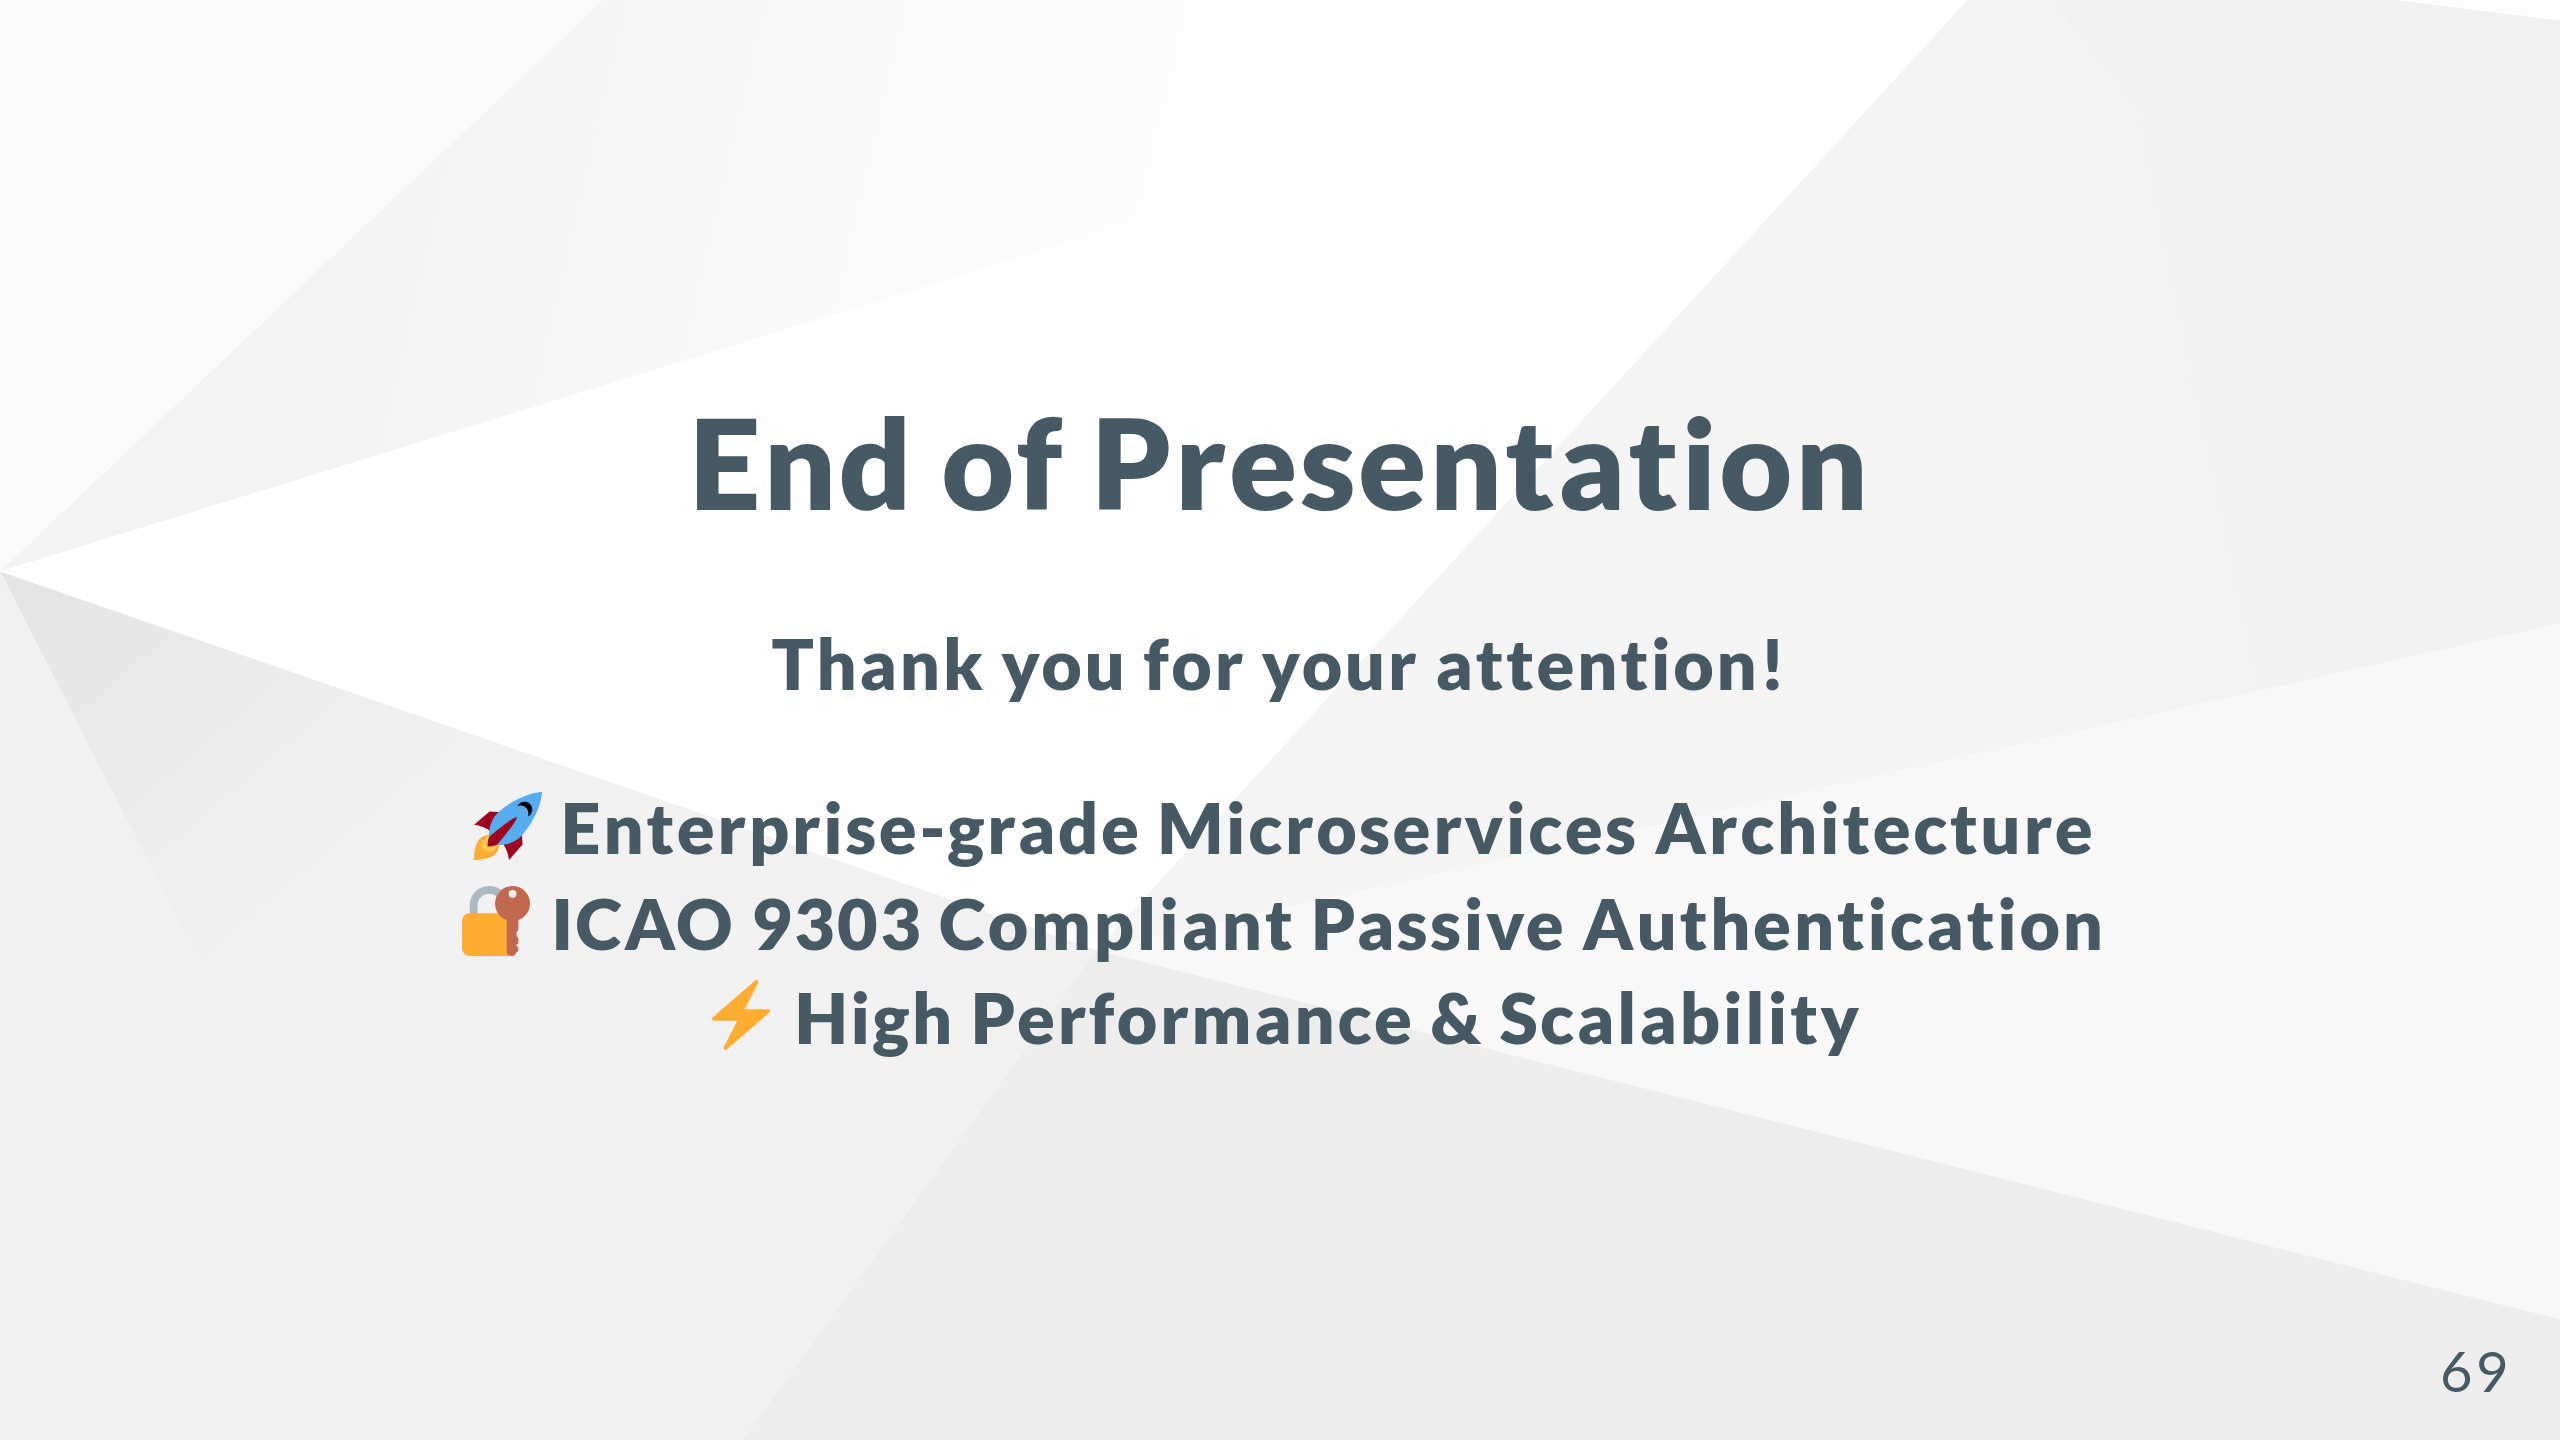 End of Presentation
Thank you for your attention!
🚀 Enterprise-grade Microservices Architecture
🔐 ICAO 9303 Compliant Passive Authentication
⚡ High Performance & Scalability
69